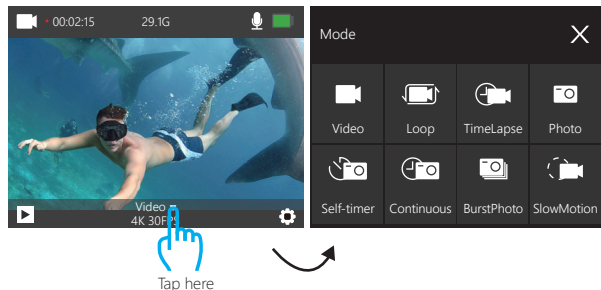 00:02:15 29.1G
Video
4K 30FPS
Tap here
Mode X
Video Loop TimeLapse Photo
Self-timer Continuous BurstPhoto SlowMotion